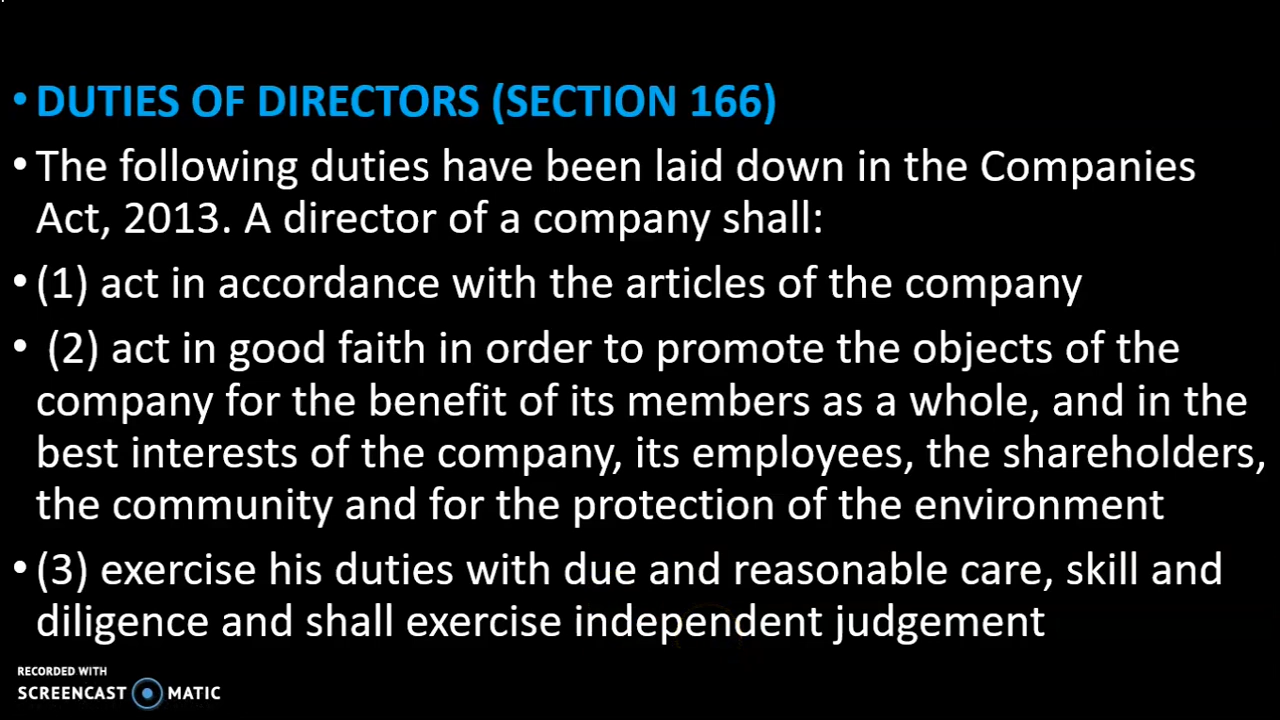 • DUTIES OF DIRECTORS (SECTION 166)
• The following duties have been laid down in the Companies
Act, 2013. A director of a company shall:
• (1) act in accordance with the articles of the company
• (2) act in good faith in order to promote the objects of the
company for the benefit of its members as a whole, and in the
best interests of the company, its employees, the shareholders,
the community and for the protection of the environment
• (3) exercise his duties with due and reasonable care, skill and
diligence and shall exercise independent judgement
RECORDED WITH
SCREENCAST MATIC